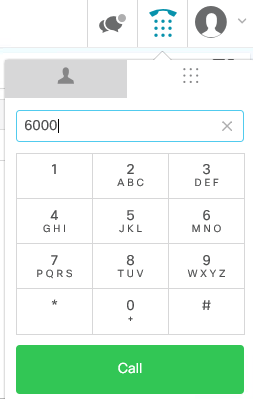 6000
1 2 3
ABC DEF
4 5 6
GHI JKL MNO
7 8 9
PQRS TUV WXYZ
* 0 #
+
Call